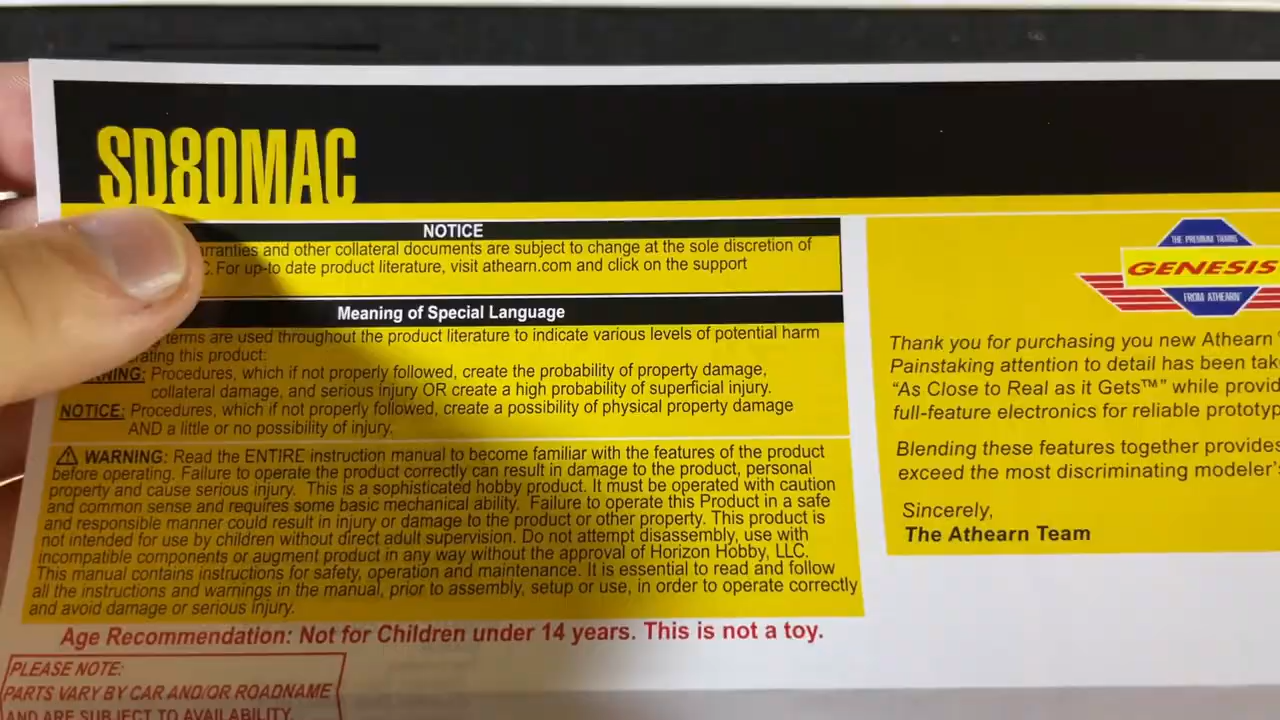 SD80MAC
NOTICE
and other collateral documents are subject to change at the sole discretion of
For up-to date product literature, visit athearn.com and click on the support
Meaning of Special Language
terms are used throughout the product literature to indicate various levels of potential harm
this product:
Procedures, which if not properly followed, create the probability of property damage,
collateral damage, and serious injury OR create a high probability of superficial injury.
NOTICE: Procedures, which if not properly followed, create a possibility of physical property damage
AND a little or no possibility of injury.
WARNING: Read the ENTIRE instruction manual to become familiar with the features of the product
before operating. Failure to operate the product correctly can result in damage to the product, personal
property and cause serious injury. This is a sophisticated hobby product. It must be operated with caution
and common sense and requires some basic mechanical ability. Failure to operate this Product in a safe
and responsible manner could result in injury or damage to the product or other property. This product is
not intended for use by children without direct adult supervision. Do not attempt disassembly, use with
incompatible components or augment product in any way without the approval of Horizon Hobby, LLC.
This manual contains instructions for safety, operation and maintenance. It is essential to read and follow
all the instructions and warnings in the manual, prior to assembly, setup or use, in order to operate correctly
and avoid damage or serious injury.
Age Recommendation: Not for Children under 14 years. This is not a toy.
PLEASE NOTE:
PARTS VARY BY CAR AND/OR ROADNAME
AND ARE SUBJECT TO AVAILABILITY.
THE PREMIUM TRAINS
GENESIS
FROM ATHEARN
Thank you for purchasing you new Athearn
Painstaking attention to detail has been
"As Close to Real as it Gets™" while
full-feature electronics for reliable
Blending these features together provides
exceed the most discriminating
Sincerely,
The Athearn Team